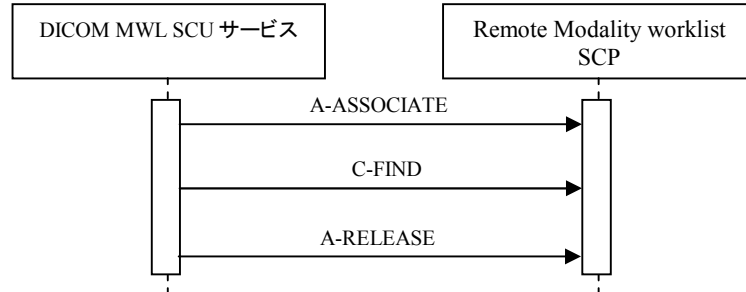 DICOM MWL SCU サービス
Remote Modality worklist
SCP
A-ASSOCIATE
C-FIND
A-RELEASE